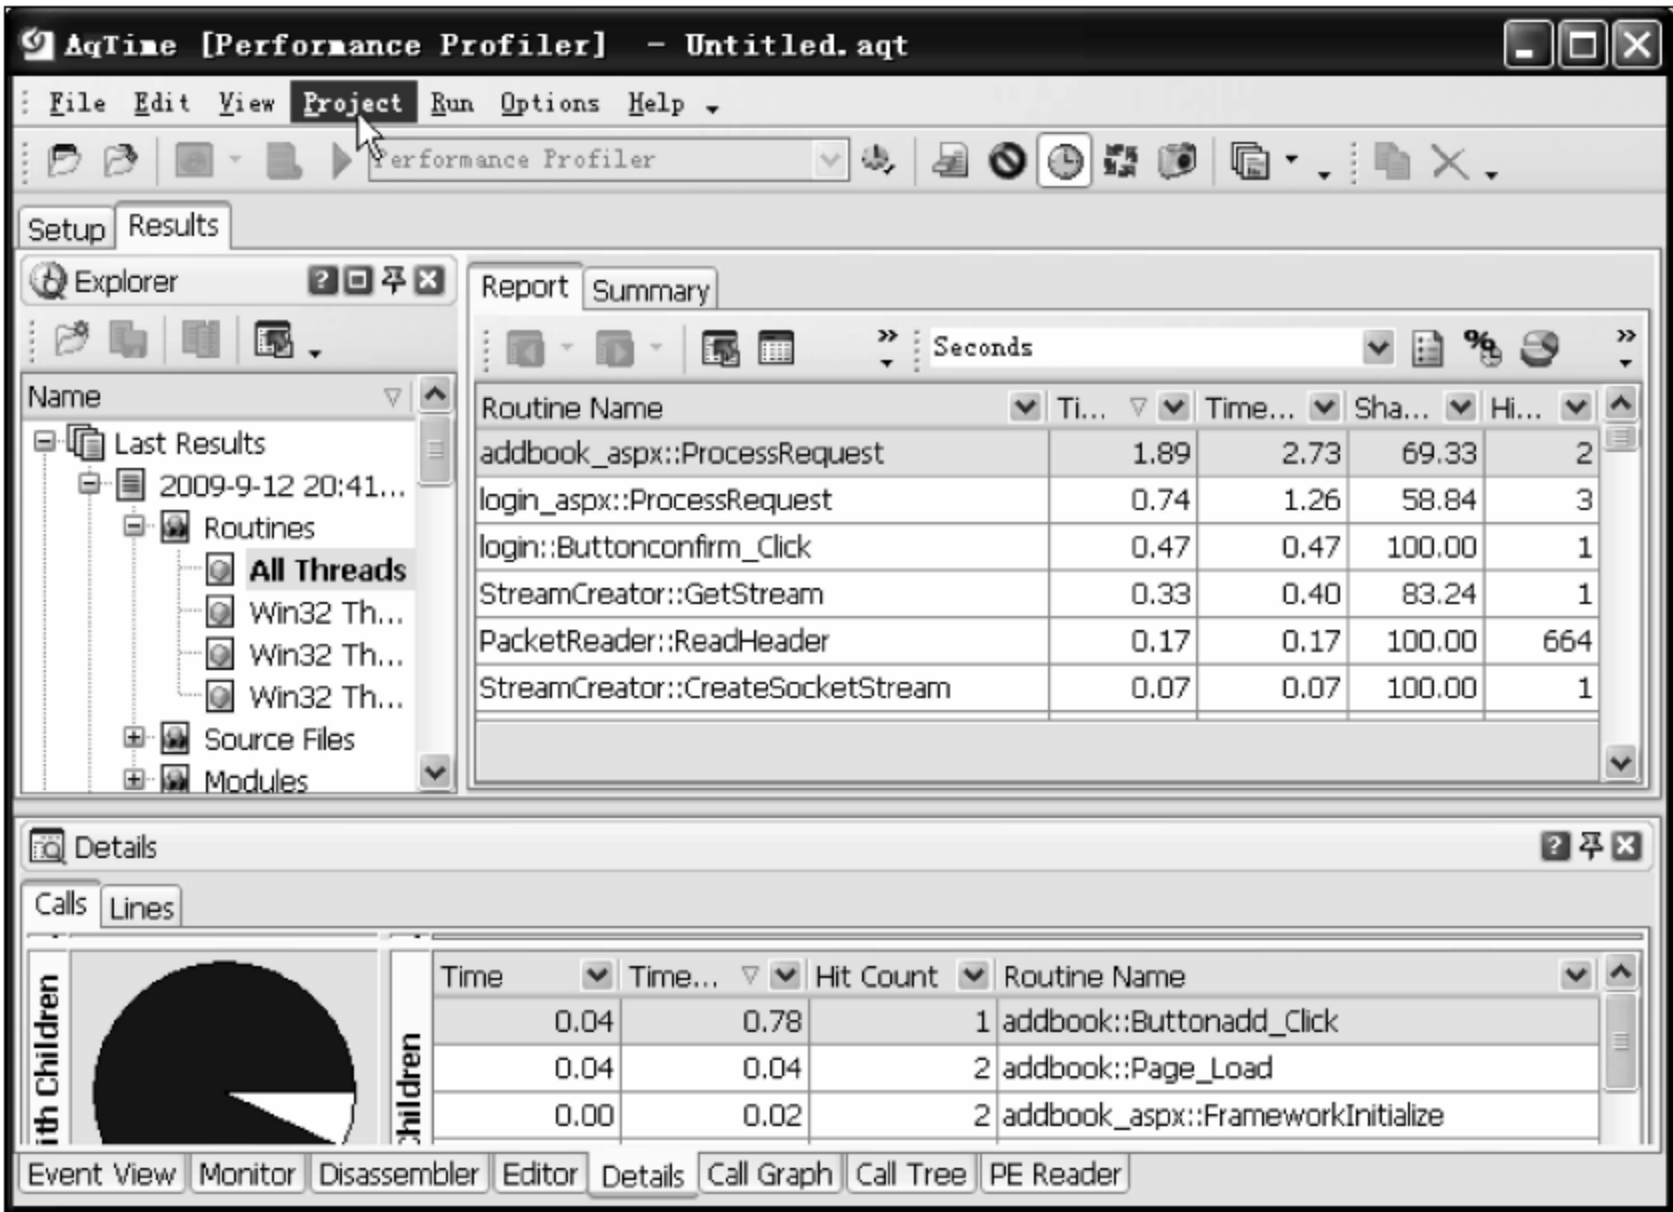 AqTime [Performance Profiler] - Untitled.aqt
File Edit View Project Run Options Help
Performance Profiler
Setup Results
Explorer
Report Summary
Seconds
Name
Last Results
2009-9-12 20:41...
Routines
All Threads
Win32 Th...
Win32 Th...
Win32 Th...
Source Files
Modules
Routine Name Ti... Time... Sha... Hi...
addbook_aspx::ProcessRequest 1.89 2.73 69.33 2
login_aspx::ProcessRequest 0.74 1.26 58.84 3
login::Buttonconfirm_Click 0.47 0.47 100.00 1
StreamCreator::GetStream 0.33 0.40 83.24 1
PacketReader::ReadHeader 0.17 0.17 100.00 664
StreamCreator::CreateSocketStream 0.07 0.07 100.00 1
Details
Calls Lines
ith Children
Children
Time Time... Hit Count Routine Name
0.04 0.78 1 addbook::Buttonadd_Click
0.04 0.04 2 addbook::Page_Load
0.00 0.02 2 addbook_aspx::FrameworkInitialize
Event View Monitor Disassembler Editor Details Call Graph Call Tree PE Reader